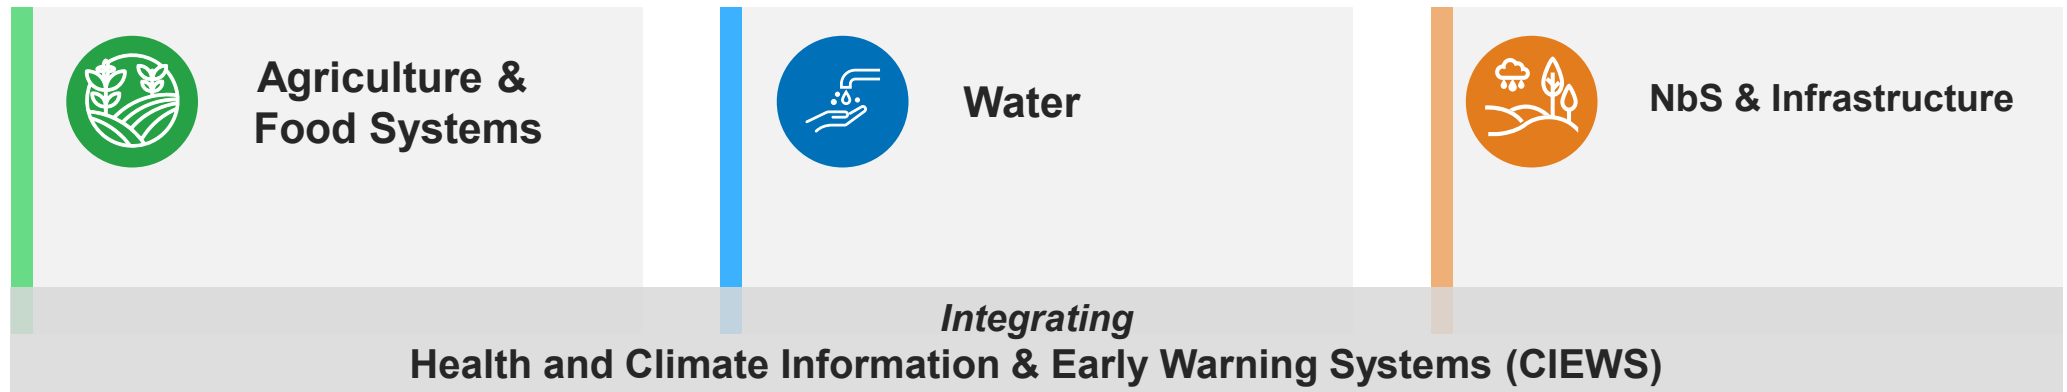 Agriculture &
Food Systems
Water
NbS & Infrastructure
Integrating
Health and Climate Information & Early Warning Systems (CIEWS)